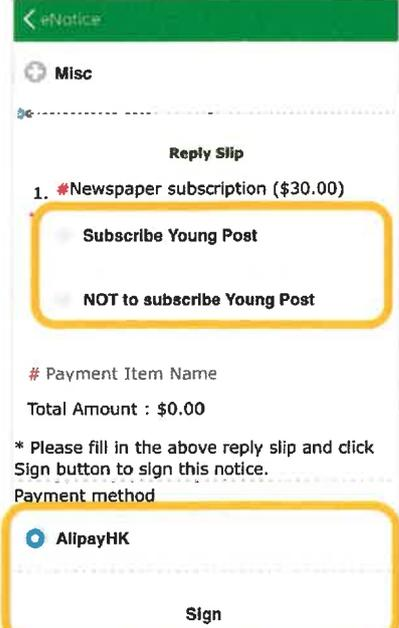 eNotice
Misc
Reply Slip
1. #Newspaper subscription ($30.00)
*
Subscribe Young Post
NOT to subscribe Young Post
# Payment Item Name
Total Amount : $0.00
* Please fill in the above reply slip and click
Sign button to sign this notice.
Payment method
AlipayHK
Sign